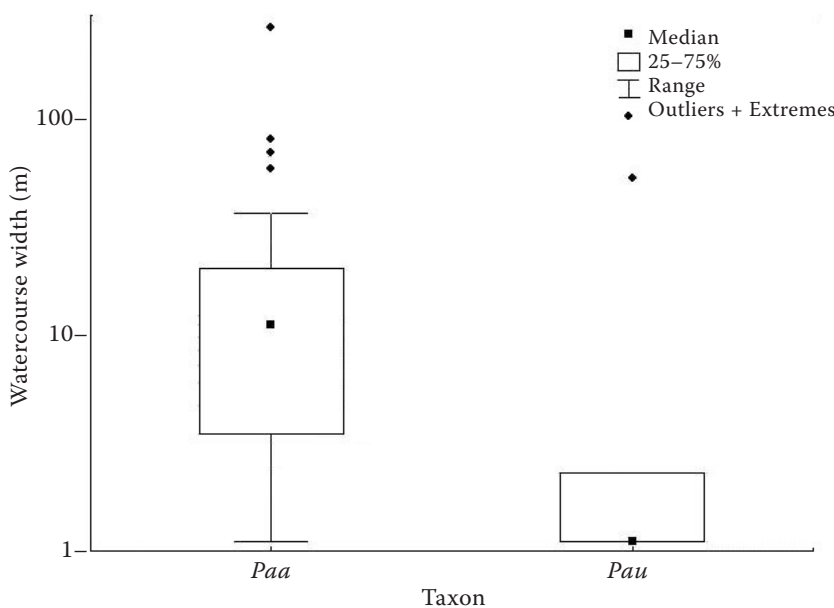 Median
25–75%
Range
Outliers + Extremes
Watercourse width (m)
100–
10–
1–
Paa
Pau
Taxon